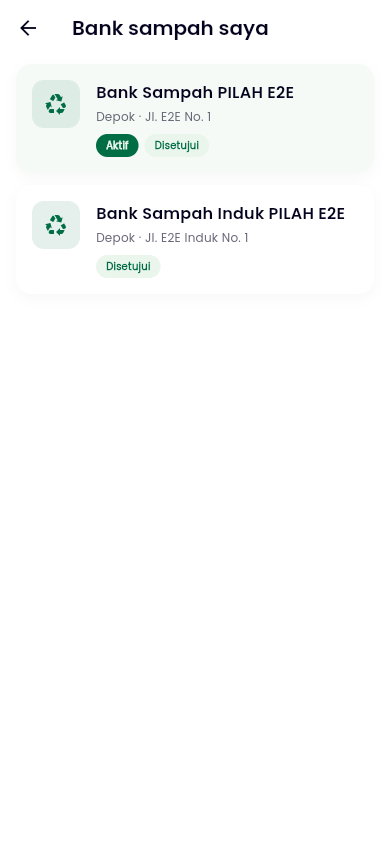 Bank sampah saya
Bank Sampah PILAH E2E
Depok · Jl. E2E No. 1
Aktif
Disetujui
Bank Sampah Induk PILAH E2E
Depok · Jl. E2E Induk No. 1
Disetujui